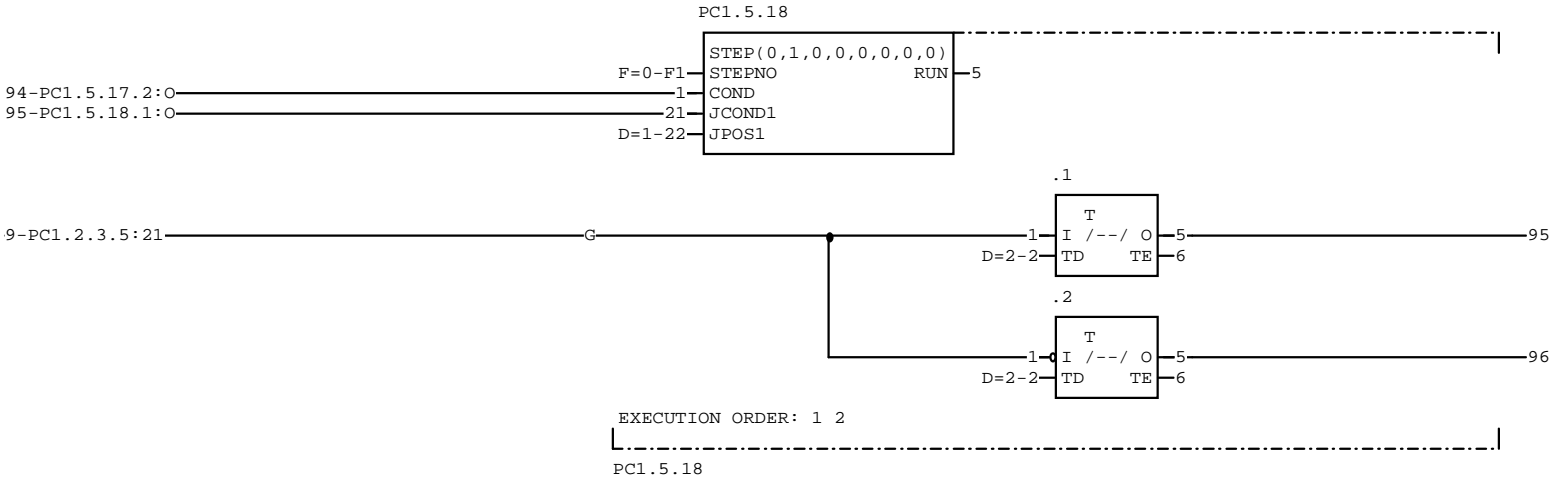 PC1.5.18
STEP(0,1,0,0,0,0,0,0)
F=0-F1 STEPNO RUN 5
94-PC1.5.17.2:O 1 COND
95-PC1.5.18.1:O 21 JCOND1
D=1-22 JPOS1
.1
T
9-PC1.2.3.5:21 G 1 I /--/ O 5 95
D=2-2 TD TE 6
.2
T
1 I /--/ O 5 96
D=2-2 TD TE 6
EXECUTION ORDER: 1 2
PC1.5.18